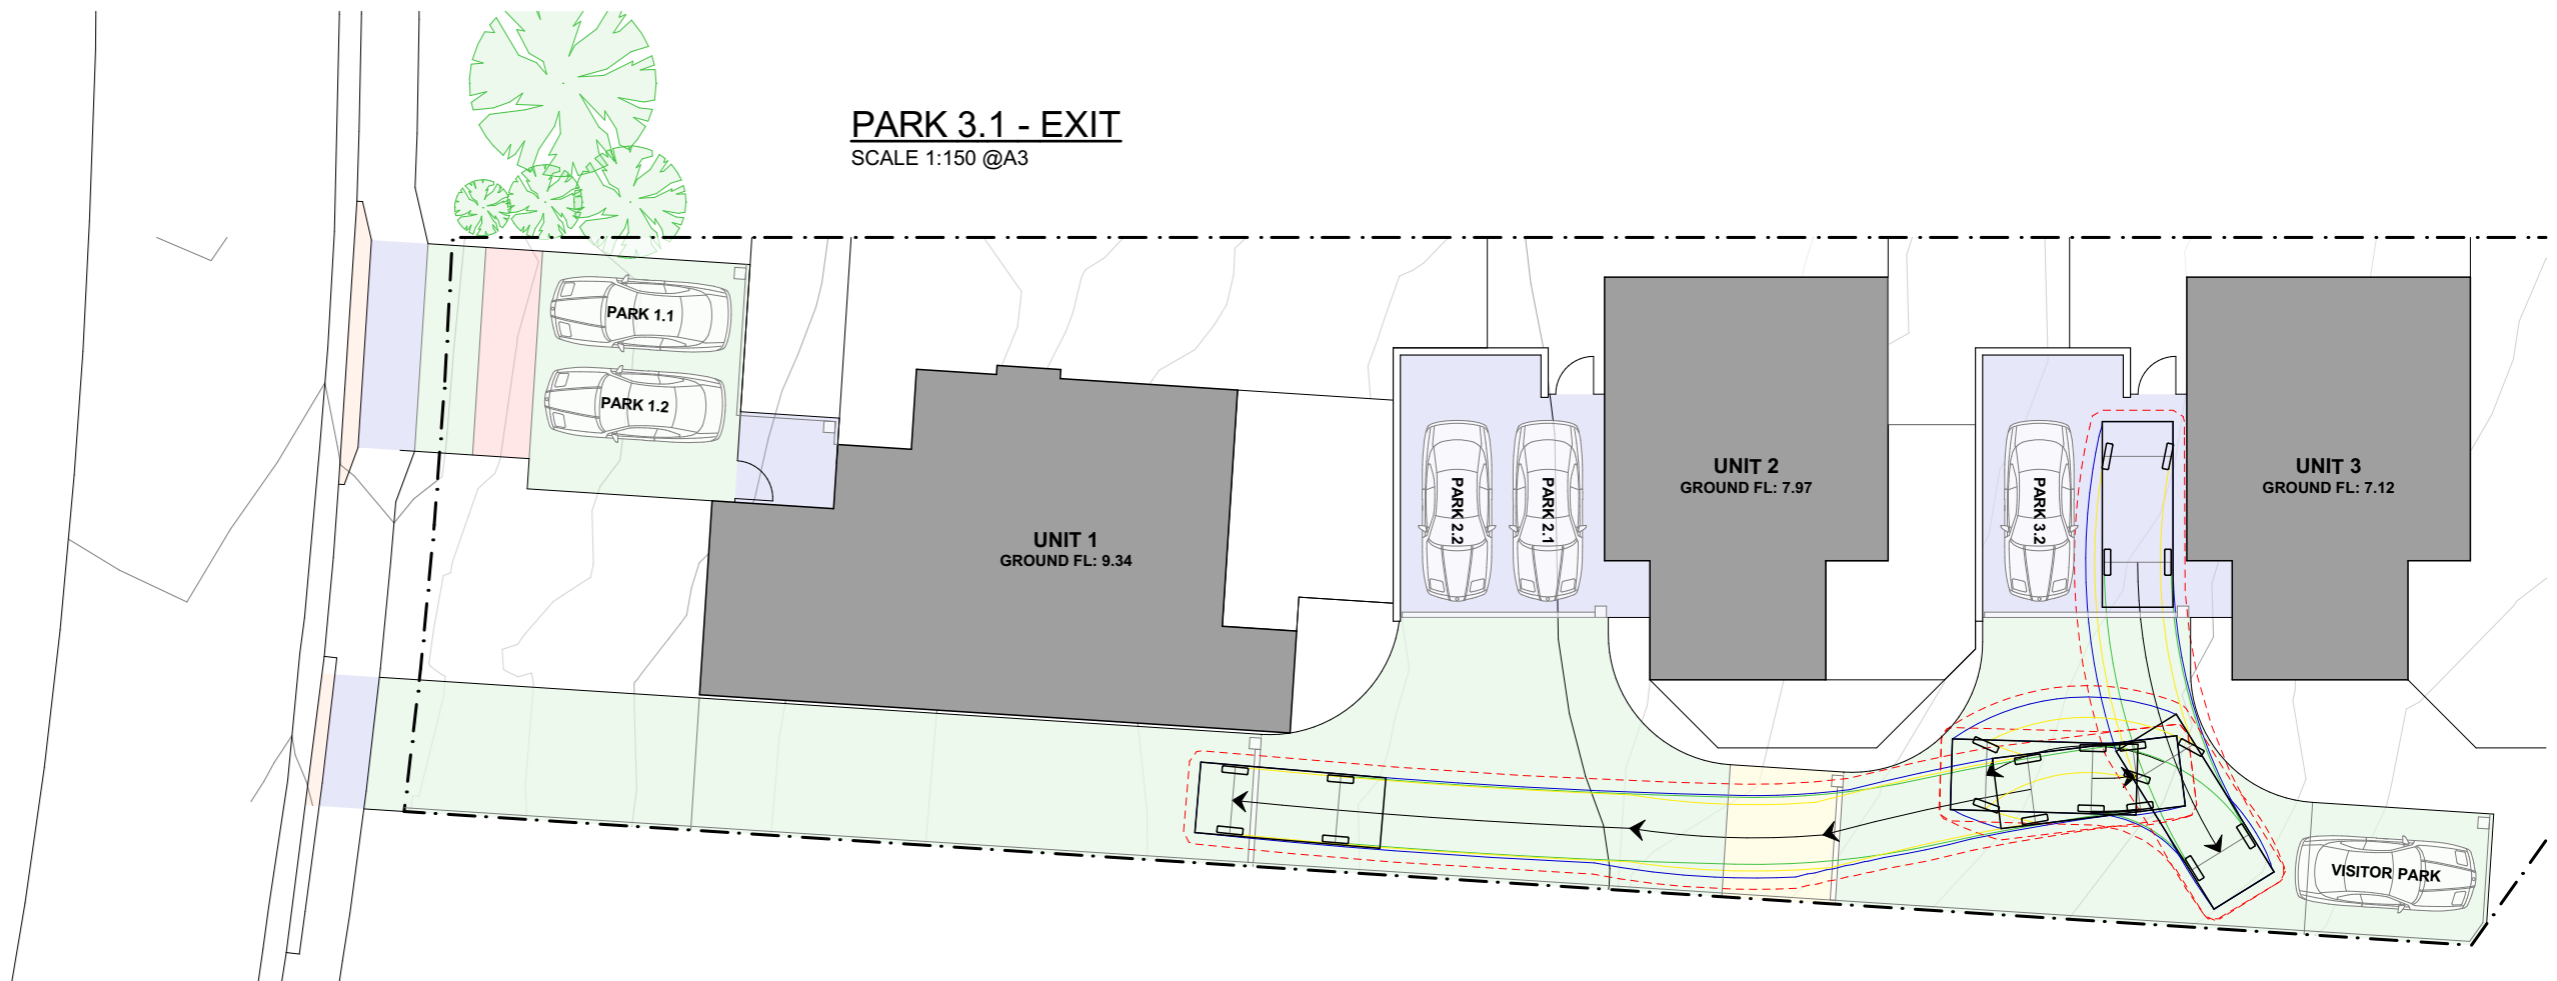 PARK 3.1 - EXIT
SCALE 1:150 @A3
PARK 1.1
PARK 1.2
UNIT 1
GROUND FL: 9.34
PARK 2.2
PARK 2.1
UNIT 2
GROUND FL: 7.97
PARK 3.2
UNIT 3
GROUND FL: 7.12
VISITOR PARK